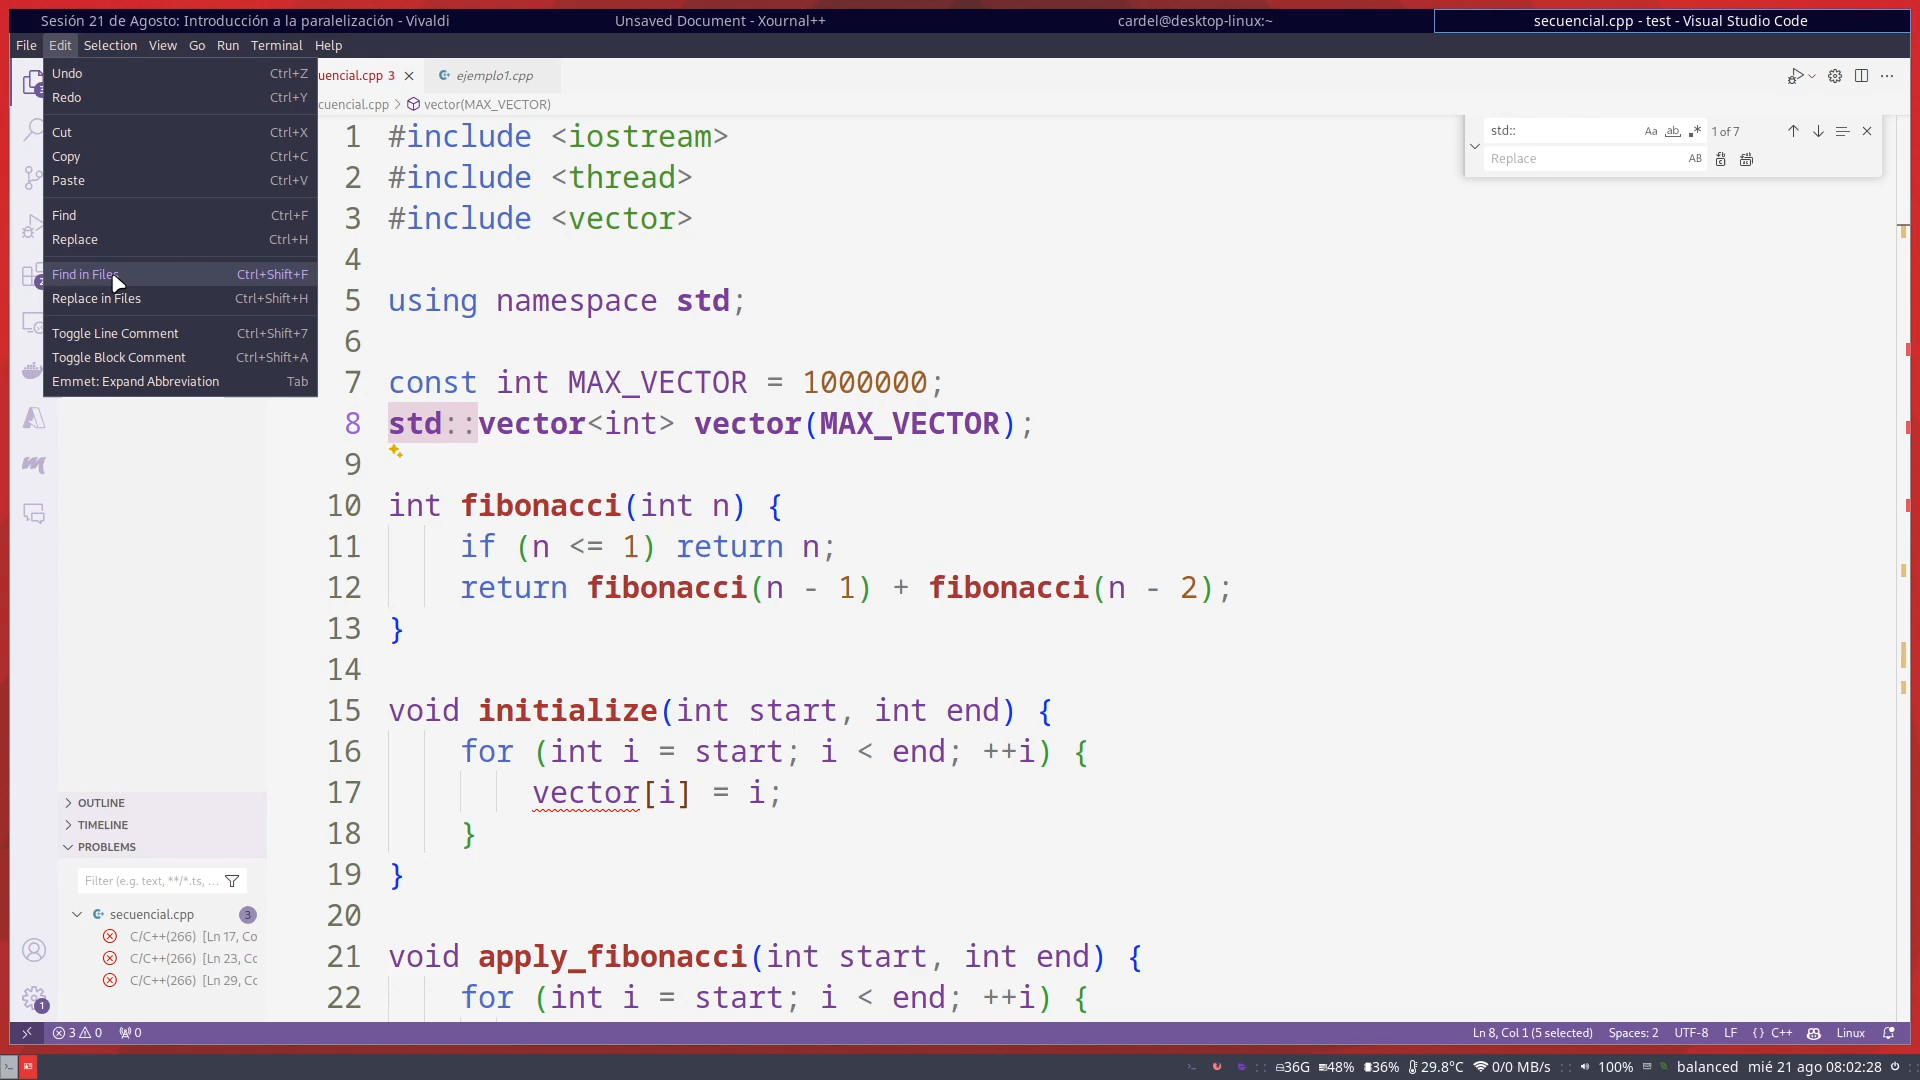 Sesión 21 de Agosto: Introducción a la paralelización - Vivaldi
Unsaved Document - Xournal++
cardel@desktop-linux:~
secuencial.cpp - test - Visual Studio Code
File Edit Selection View Go Run Terminal Help
Undo Ctrl+Z
Redo Ctrl+Y
Cut Ctrl+X
Copy Ctrl+C
Paste Ctrl+V
Find Ctrl+F
Replace Ctrl+H
Find in Files Ctrl+Shift+F
Replace in Files Ctrl+Shift+H
Toggle Line Comment Ctrl+Shift+7
Toggle Block Comment Ctrl+Shift+A
Emmet: Expand Abbreviation Tab
uencial.cpp 3
ejemplo1.cpp
cuencial.cpp > vector(MAX_VECTOR)
std::
Aa ab 1 of 7
Replace AB
1 #include <iostream>
2 #include <thread>
3 #include <vector>
4
5 using namespace std;
6
7 const int MAX_VECTOR = 1000000;
8 std::vector<int> vector(MAX_VECTOR);
9
10 int fibonacci(int n) {
11 if (n <= 1) return n;
12 return fibonacci(n - 1) + fibonacci(n - 2);
13 }
14
15 void initialize(int start, int end) {
16 for (int i = start; i < end; ++i) {
17 vector[i] = i;
18 }
19 }
20
21 void apply_fibonacci(int start, int end) {
22 for (int i = start; i < end; ++i) {
OUTLINE
TIMELINE
PROBLEMS
Filter (e.g. text, **/*.ts, ...
secuencial.cpp 3
C/C++(266) [Ln 17, Co
C/C++(266) [Ln 23, Cc
C/C++(266) [Ln 29, Cc
1
3 0 0
Ln 8, Col 1 (5 selected) Spaces: 2 UTF-8 LF {} C++ Linux
36G 48% 36% 29.8°C 0/0 MB/s 100% balanced mié 21 ago 08:02:28